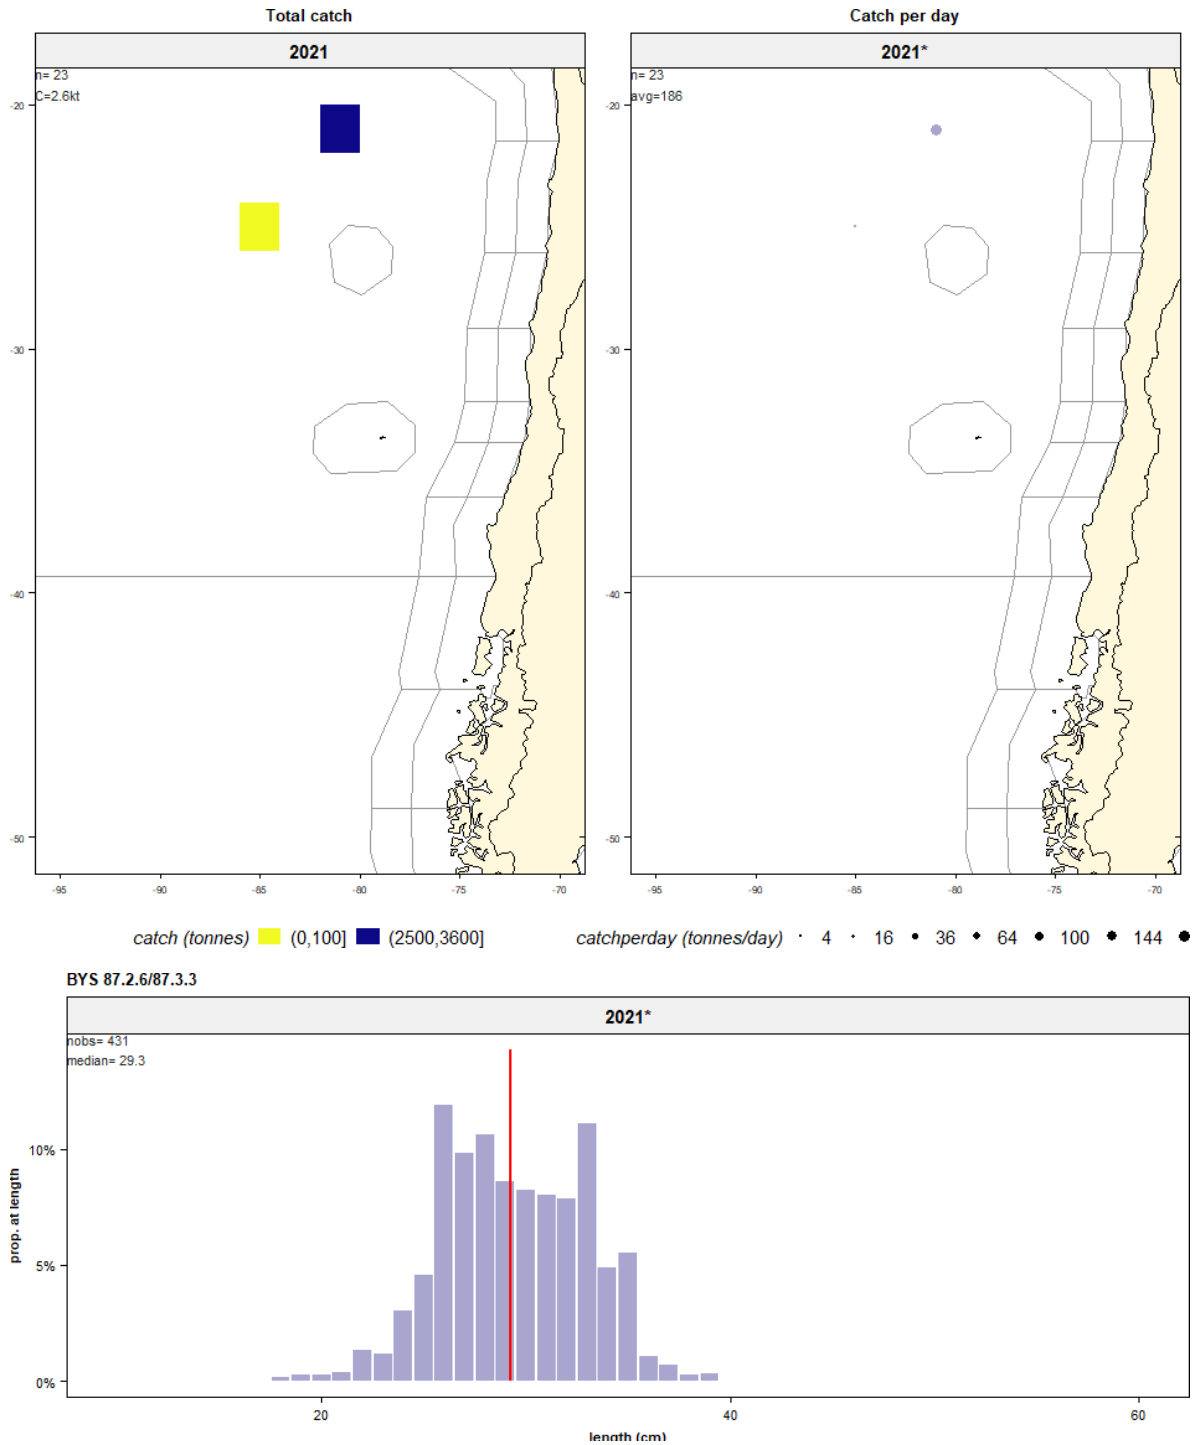 Total catch
Catch per day
2021
2021*
n= 23
C=2.6kt
n= 23
avg=186
-20
-30
-40
-50
-20
-30
-40
-50
-95 -90 -85 -80 -75 -70
-95 -90 -85 -80 -75 -70
catch (tonnes) (0,100] (2500,3600]
catchperday (tonnes/day) 4 16 36 64 100 144
BYS 87.2.6/87.3.3
2021*
nobs= 431
median= 29.3
prop. at length
10%
5%
0%
20 40 60
length (cm)